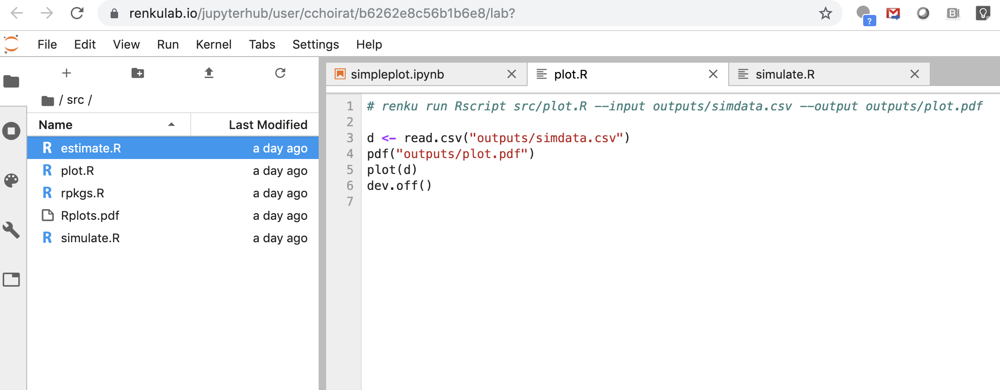 renkulab.io/jupyterhub/user/cchoirat/b6262e8c56b1b6e8/lab?
?
M
B
File Edit View Run Kernel Tabs Settings Help
/ src /
Name Last Modified
R estimate.R a day ago
R plot.R a day ago
R rpkgs.R a day ago
Rplots.pdf a day ago
R simulate.R a day ago
simpleplot.ipynb plot.R simulate.R
1 # renku run Rscript src/plot.R --input outputs/simdata.csv --output outputs/plot.pdf
2
3 d <- read.csv("outputs/simdata.csv")
4 pdf("outputs/plot.pdf")
5 plot(d)
6 dev.off()
7